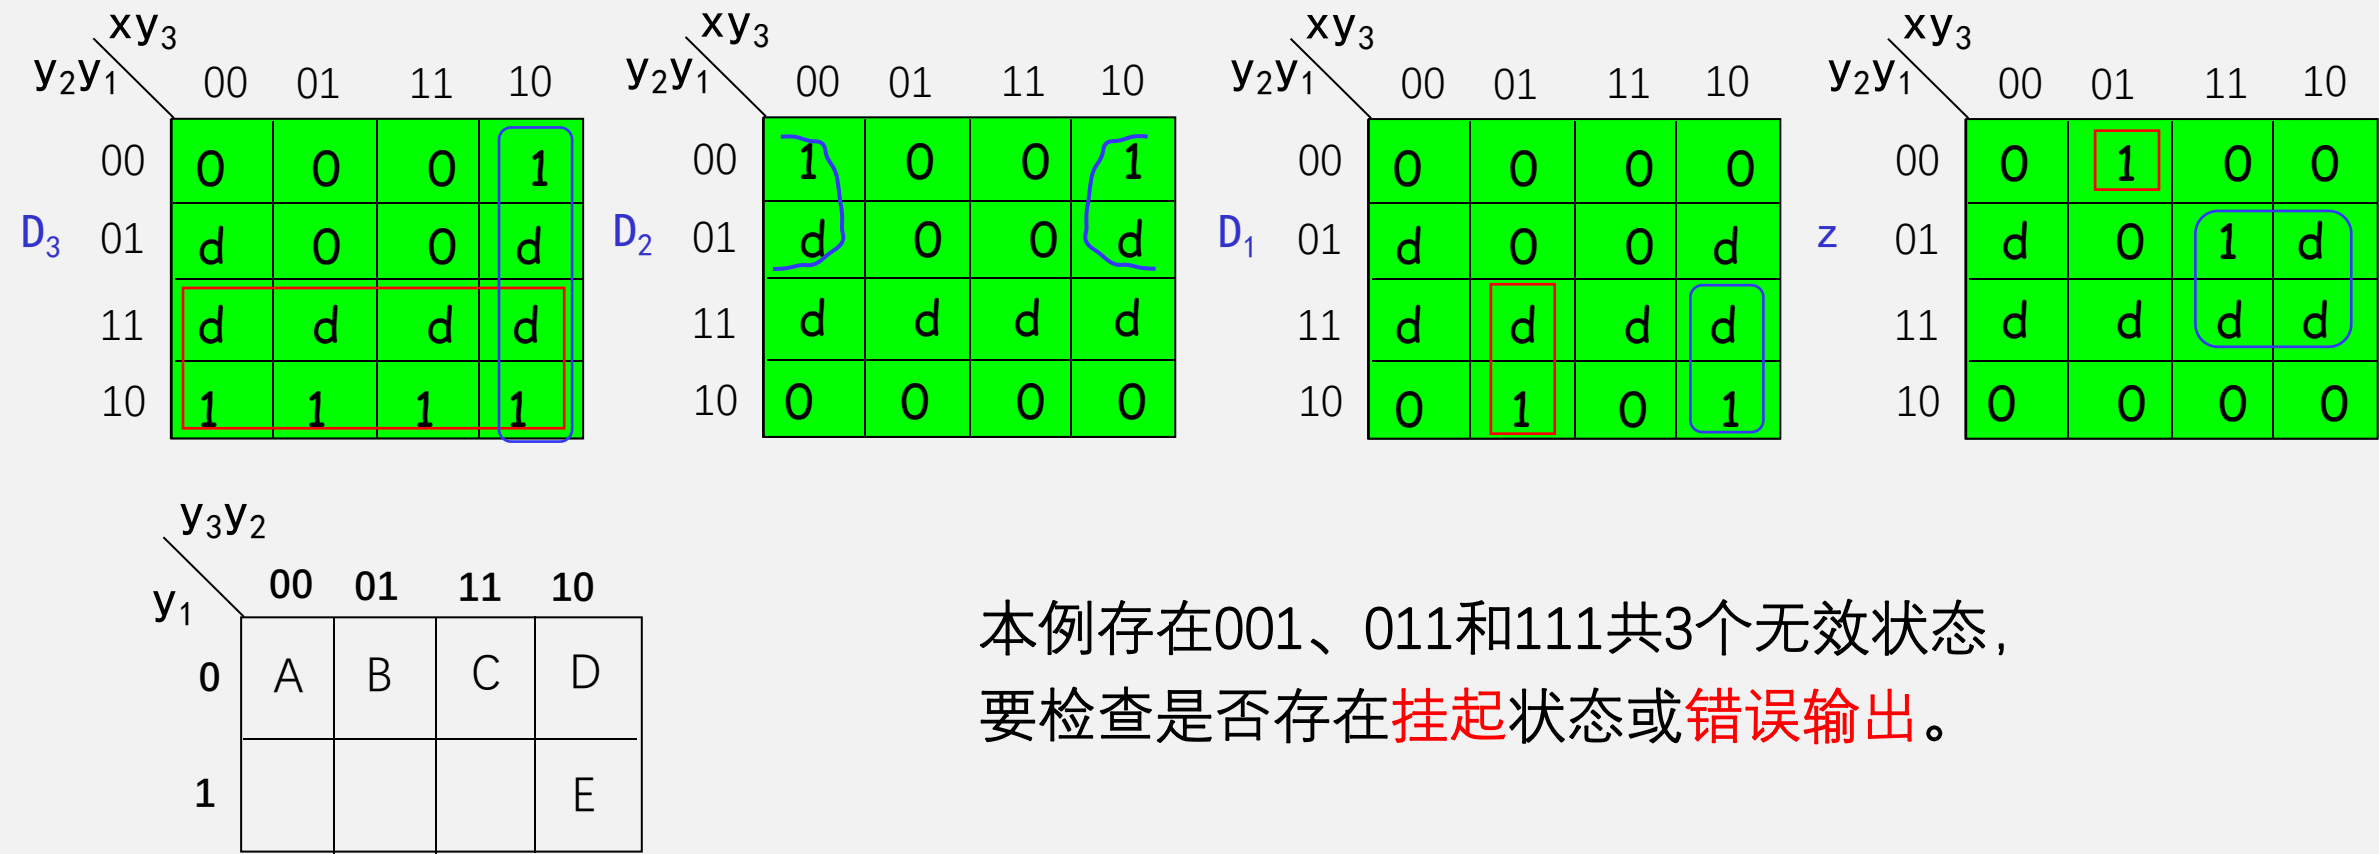 xy₃ xy₃ xy₃ xy₃
y₂y₁ 00 01 11 10 y₂y₁ 00 01 11 10 y₂y₁ 00 01 11 10 y₂y₁ 00 01 11 10
00 0 0 0 1 00 1 0 0 1 00 0 0 0 0 00 0 1 0 0
D₃ 01 d 0 0 d D₂ 01 d 0 0 d D₁ 01 d 0 0 d z 01 d 0 1 d
11 d d d d 11 d d d d 11 d d d d 11 d d d d
10 1 1 1 1 10 0 0 0 0 10 0 1 0 1 10 0 0 0 0
y₃y₂
y₁ 00 01 11 10
0 A B C D
1 E
本例存在001、011和111共3个无效状态,
要检查是否存在挂起状态或错误输出。